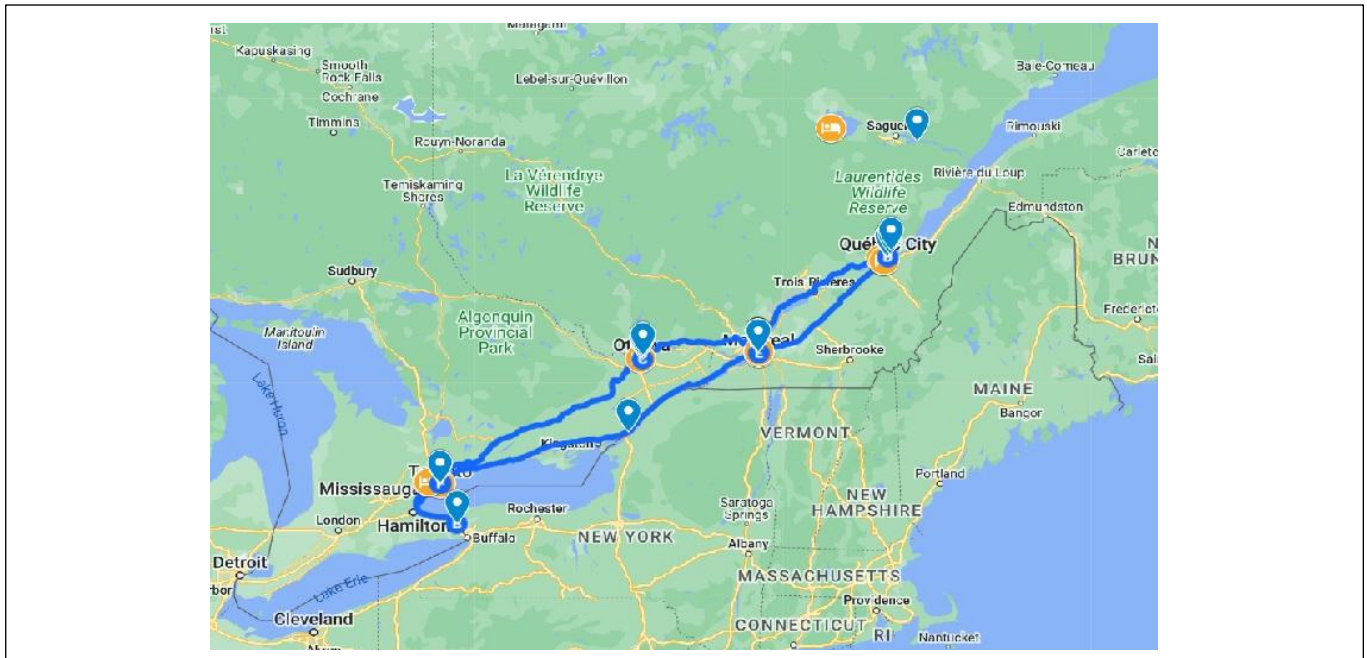 Kapuskasing
Smooth
Rock Falls
Cochrane
Timmins
Lebel-sur-Quévillon
Baie-Comeau
Rimouski
Rouyn-Noranda
La Vérendrye
Wildlife
Reserve
Laurentides
Wildlife
Reserve
Rivière du Loup
Temiskaming
Shores
Edmundston
City
Trois
Sudbury
Algonquin
Provincial
Park
Manitoulin
Island
Sherbrooke
Lake Huron
MAINE
Bangor
VERMONT
Mississauga
Portland
NEW
HAMPSHIRE
London
Hamilton
Rochester
Buffalo
NEW YORK
Saratoga
Springs
Albany
Detroit
Lake Erie
MASSACHUSETTS
Cleveland
Providence
CONNECTICUT
RI
Nantucket